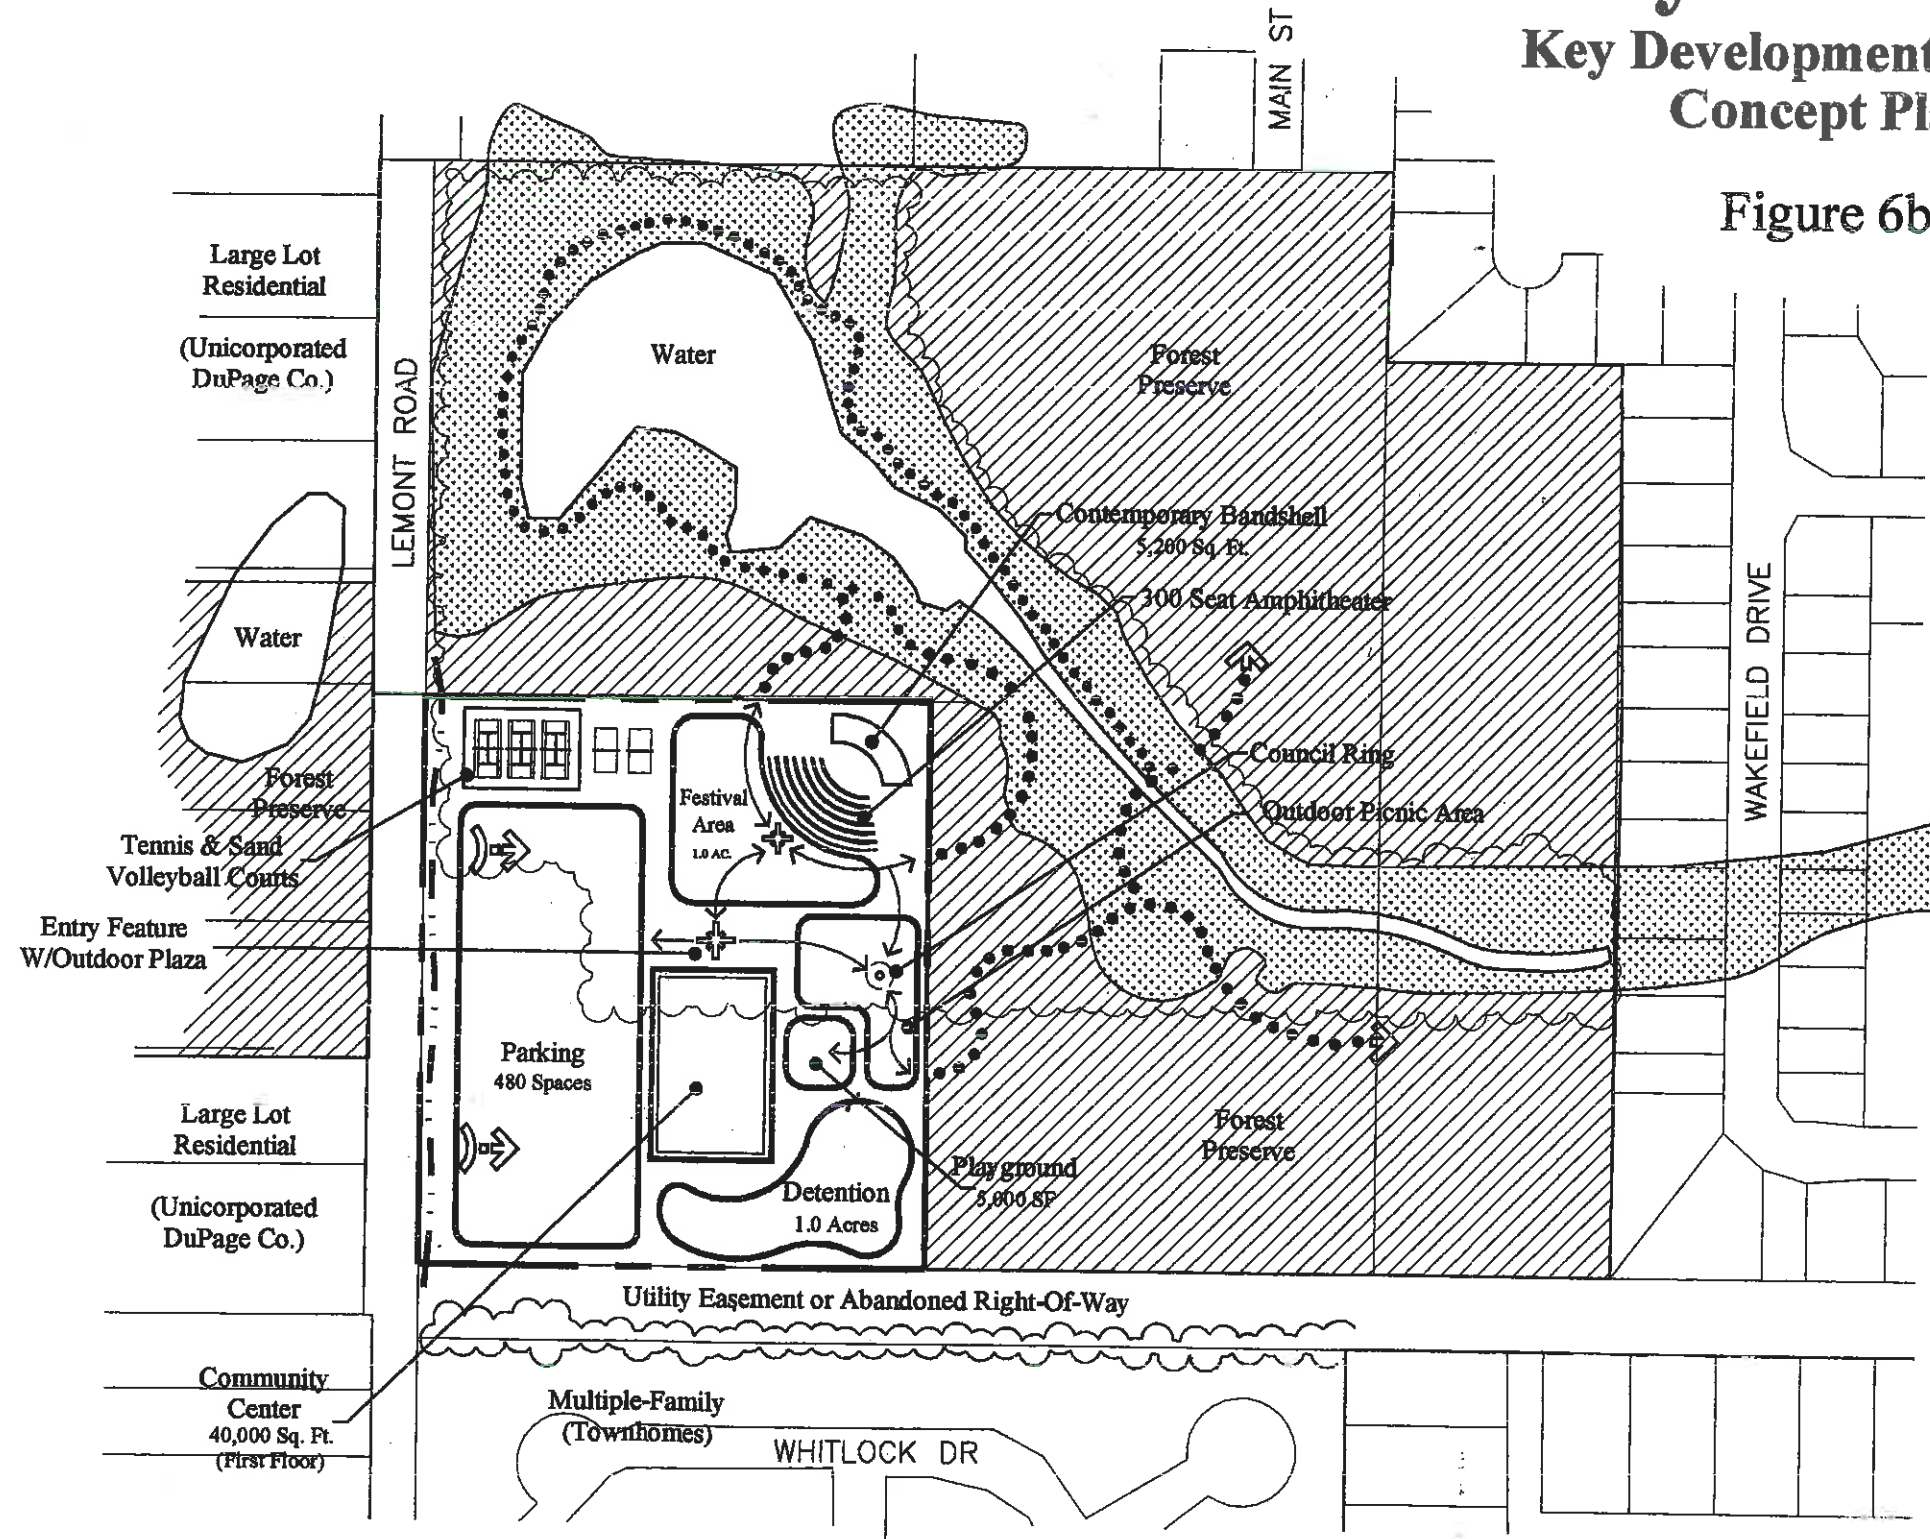 Key Development
Concept Pl
Figure 6b
MAIN ST
Large Lot
Residential
(Unicorporated
DuPage Co.)
LEMONT ROAD
Water
Forest
Preserve
Contemporary Bandshell
5,200 Sq. Ft.
300 Seat Amphitheater
WAKEFIELD DRIVE
Water
Council Ring
Outdoor Picnic Area
Forest
Preserve
Tennis & Sand
Volleyball Courts
Festival
Area
1.0 AC.
Entry Feature
W/Outdoor Plaza
Parking
480 Spaces
Large Lot
Residential
(Unicorporated
DuPage Co.)
Forest
Preserve
Playground
5,000 SF
Detention
1.0 Acres
Utility Easement or Abandoned Right-Of-Way
Community
Center
40,000 Sq. Ft.
(First Floor)
Multiple-Family
(Townhomes)
WHITLOCK DR